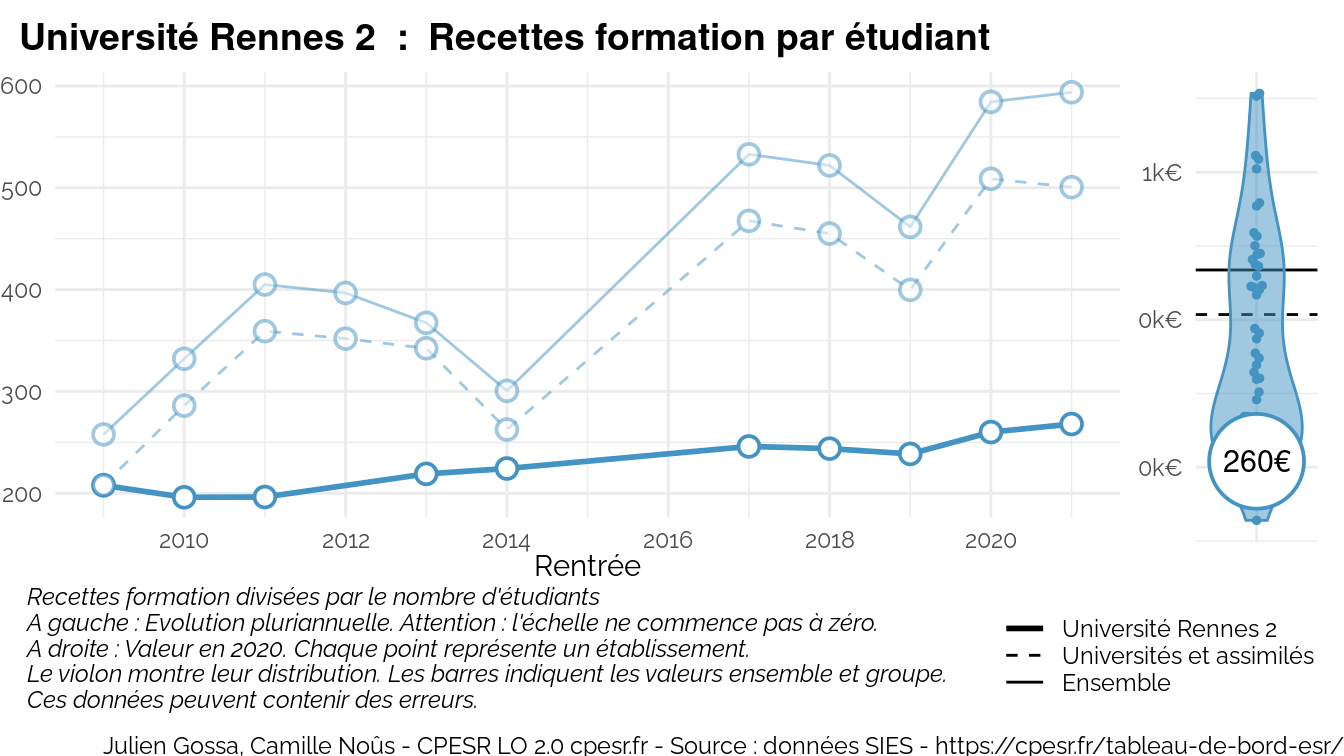 Université Rennes 2 : Recettes formation par étudiant
600
500
400
300
200
2010 2012 2014 2016 2018 2020
Rentrée
1k€
0k€
0k€
260€
Recettes formation divisées par le nombre d'étudiants
A gauche : Evolution pluriannuelle. Attention : l'échelle ne commence pas à zéro.
A droite : Valeur en 2020. Chaque point représente un établissement.
Le violon montre leur distribution. Les barres indiquent les valeurs ensemble et groupe.
Ces données peuvent contenir des erreurs.
Université Rennes 2
Universités et assimilés
Ensemble
Julien Gossa, Camille Noûs - CPESR LO 2.0 cpesr.fr - Source : données SIES - https://cpesr.fr/tableau-de-bord-esr/